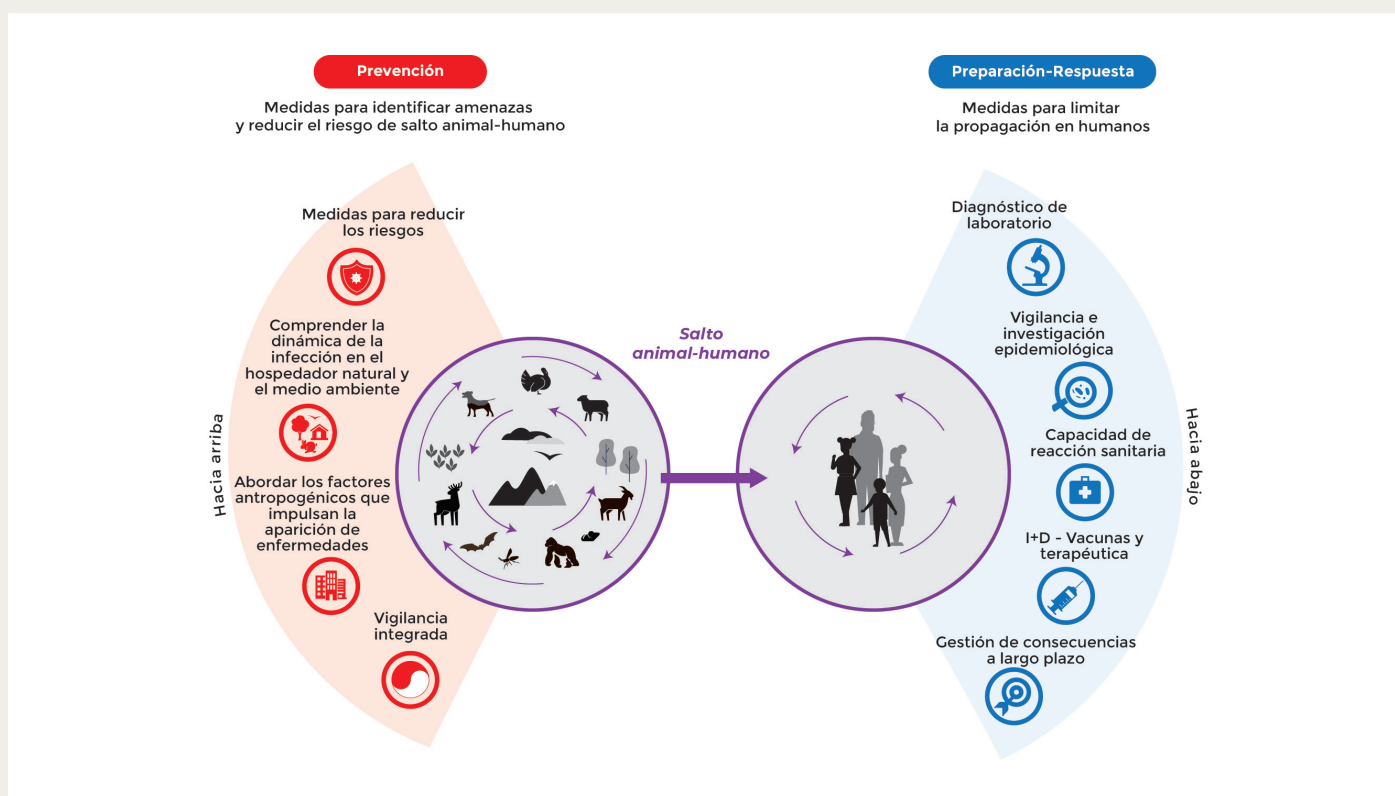 Prevención
Medidas para identificar amenazas
y reducir el riesgo de salto animal-humano
Hacia arriba
Medidas para reducir
los riesgos
Comprender la
dinámica de la
infección en el
hospedador natural y
el medio ambiente
Abordar los factores
antropogénicos que
impulsan la
aparición de
enfermedades
Vigilancia
integrada
Salto
animal-humano
Preparación-Respuesta
Medidas para limitar
la propagación en humanos
Diagnóstico de
laboratorio
Vigilancia e
investigación
epidemiológica
Capacidad de
reacción sanitaria
I+D - Vacunas y
terapéutica
Gestión de consecuencias
a largo plazo
Hacia abajo